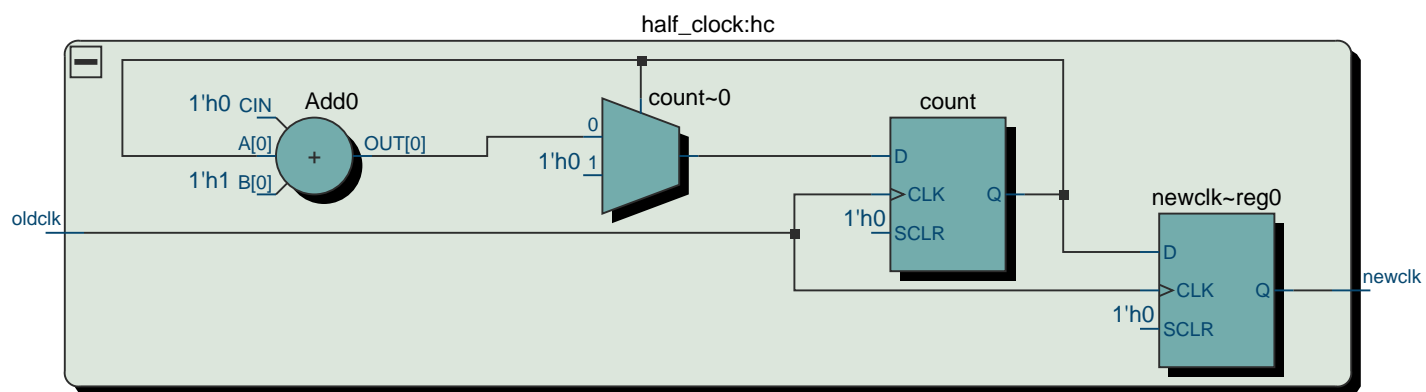 half_clock:hc
Add0
count~0
count
newclk~reg0
1'h0 CIN
A[0]
1'h1 B[0]
+
OUT[0]
0
1'h0 1
D
CLK
1'h0
SCLR
Q
D
CLK
1'h0
SCLR
Q
oldclk
newclk